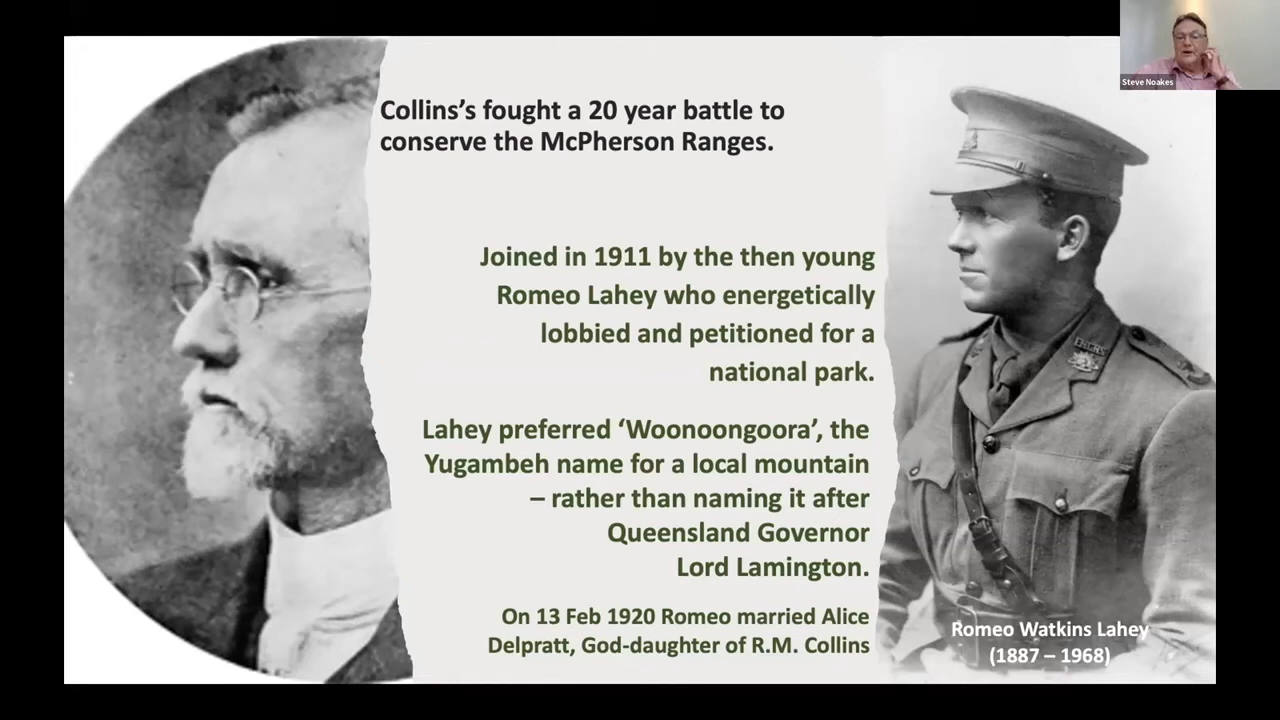 Steve Noakes
Collins's fought a 20 year battle to
conserve the McPherson Ranges.
Joined in 1911 by the then young
Romeo Lahey who energetically
lobbied and petitioned for a
national park.
Lahey preferred ‘Woonoongoora’, the
Yugambeh name for a local mountain
– rather than naming it after
Queensland Governor
Lord Lamington.
On 13 Feb 1920 Romeo married Alice
Delpratt, God-daughter of R.M. Collins
Romeo Watkins Lahey
(1887 – 1968)